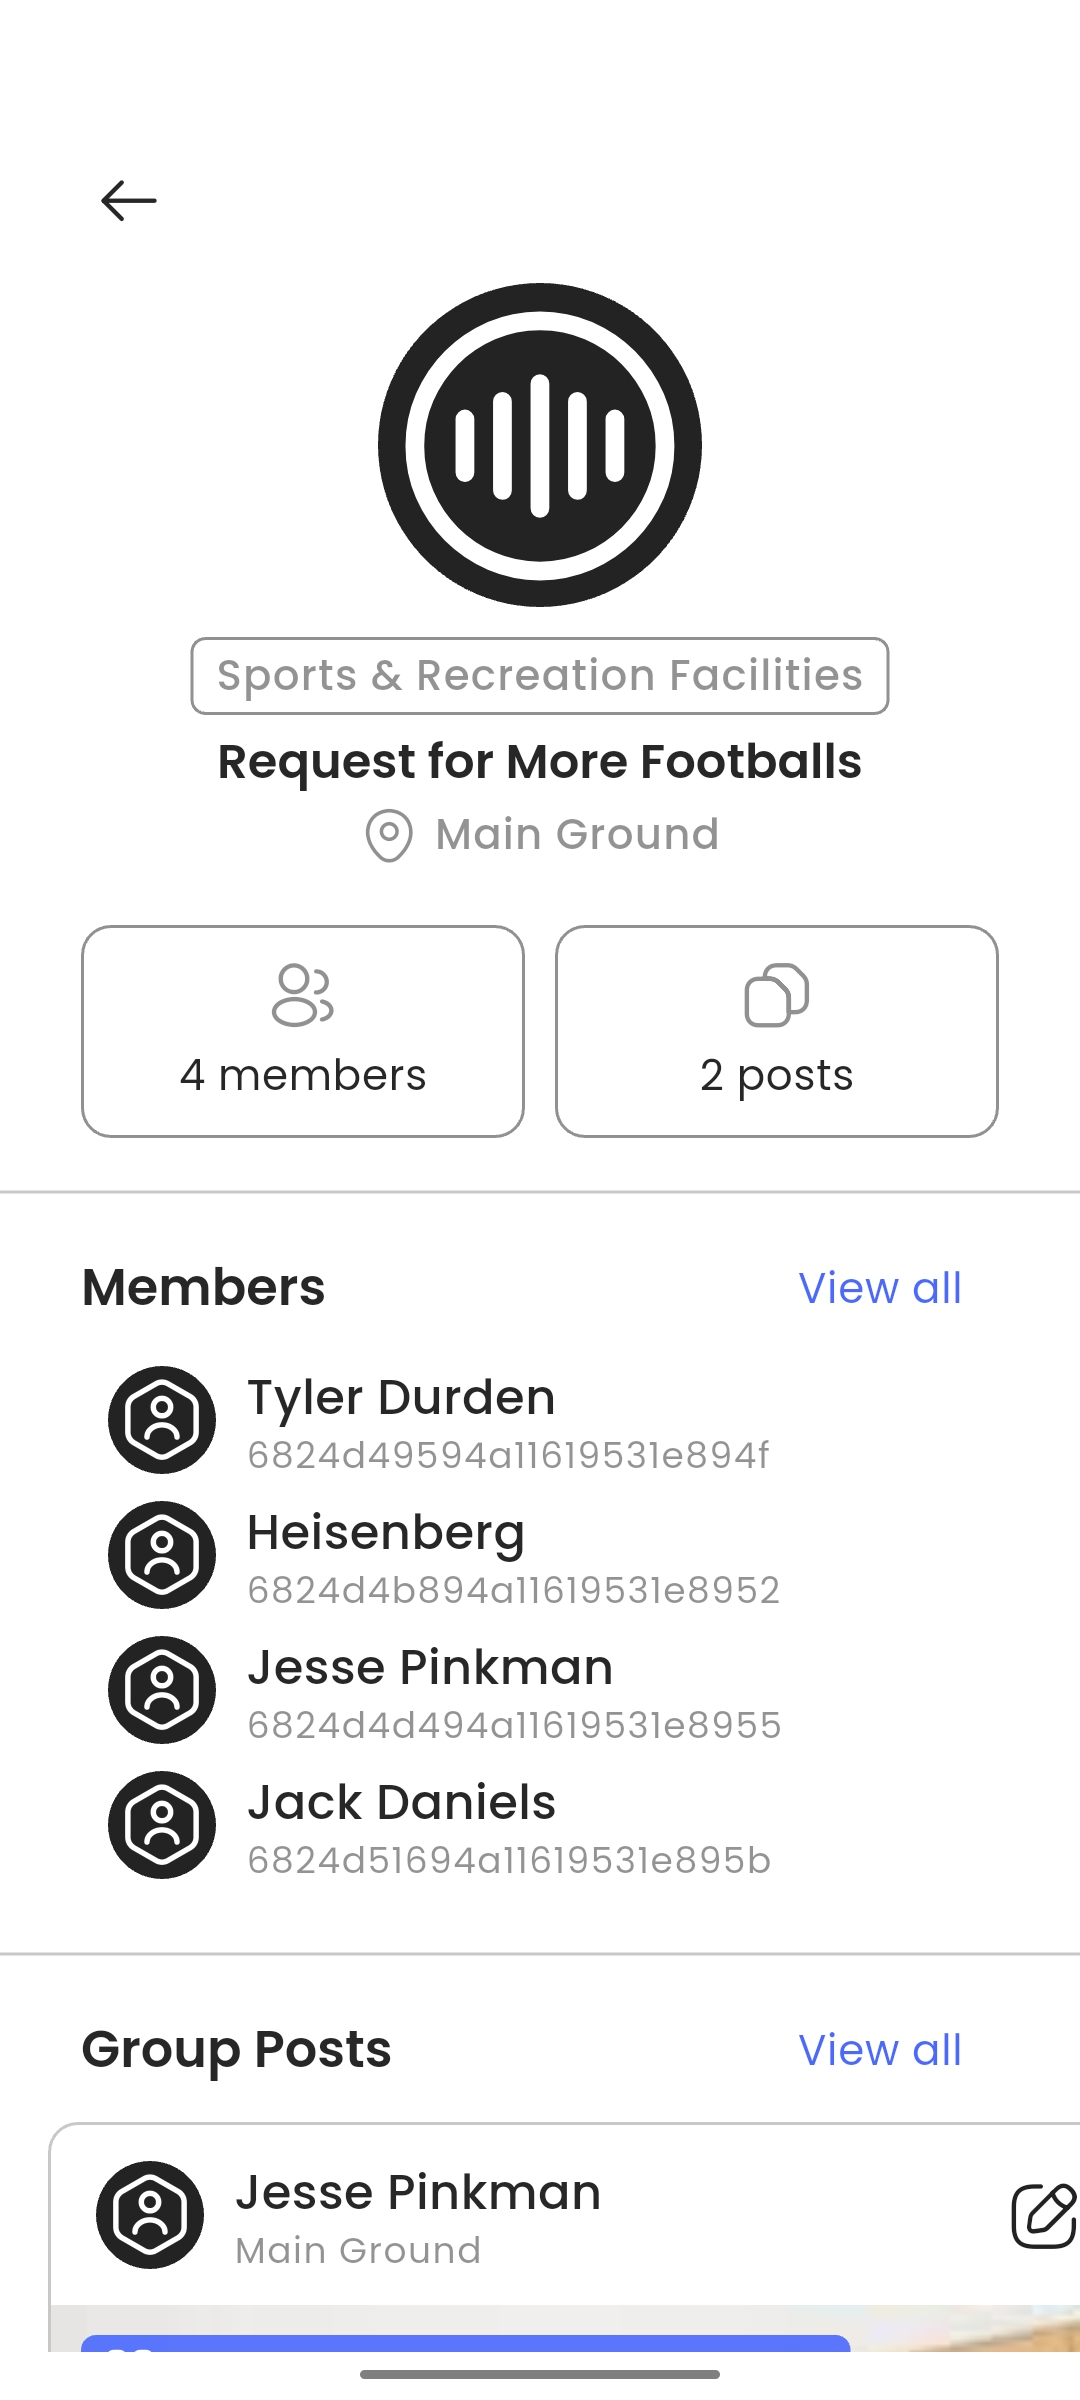 Sports & Recreation Facilities
Request for More Footballs
Main Ground
4 members
2 posts
Members
View all
Tyler Durden
6824d49594a11619531e894f
Heisenberg
6824d4b894a11619531e8952
Jesse Pinkman
6824d4d494a11619531e8955
Jack Daniels
6824d51694a11619531e895b
Group Posts
View all
Jesse Pinkman
Main Ground